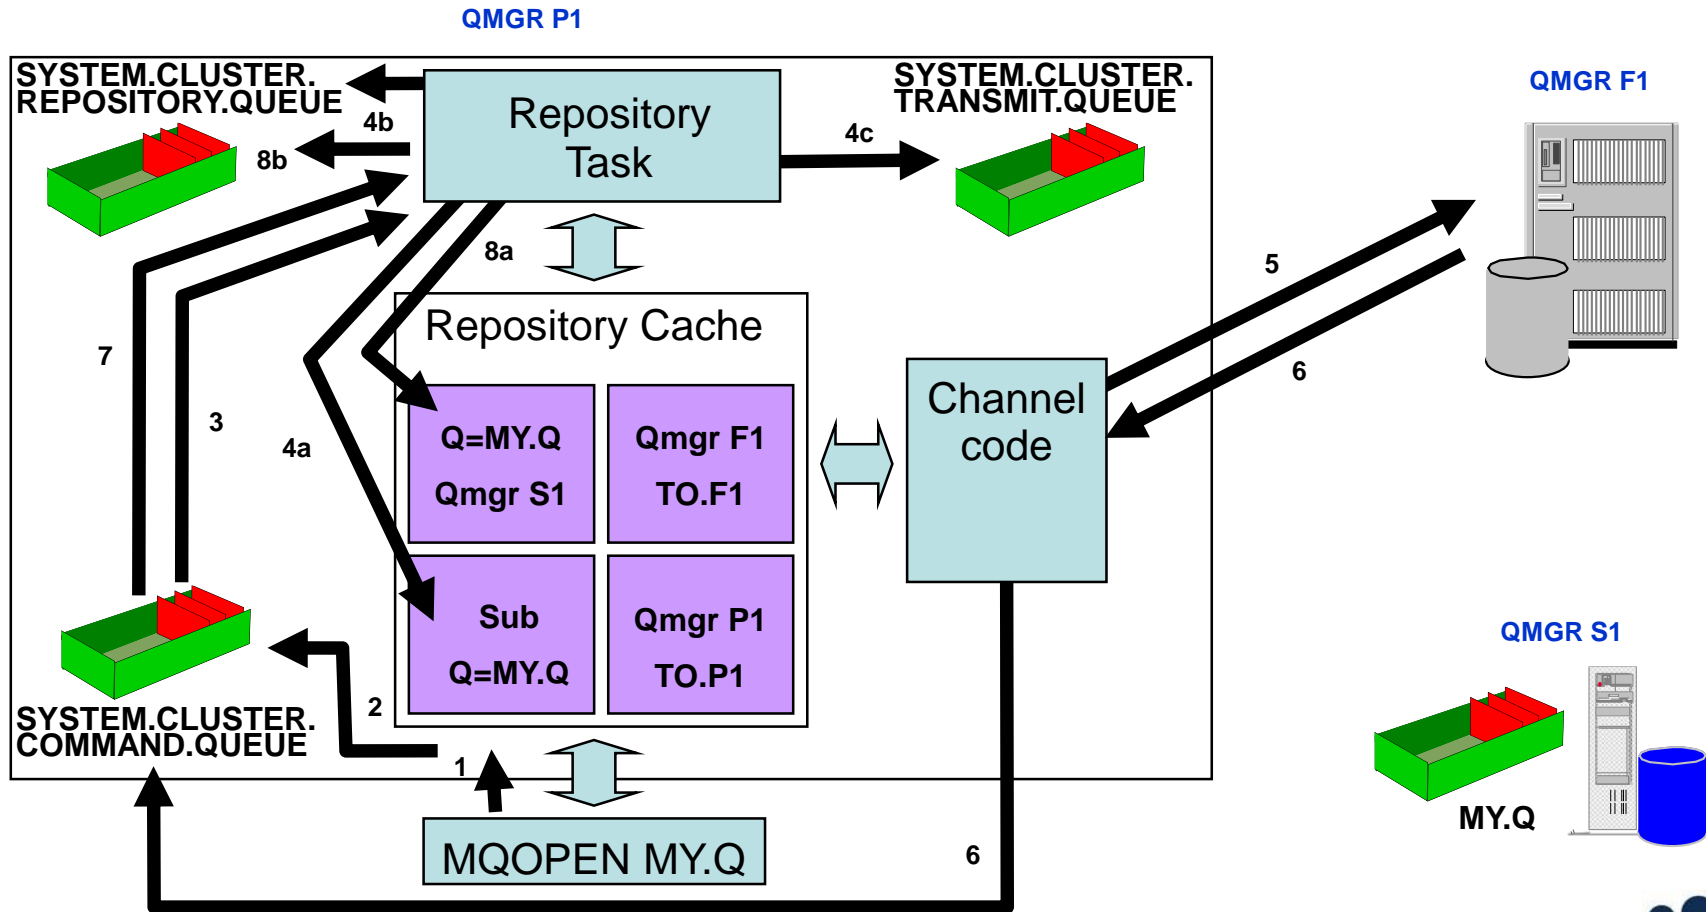 QMGR P1
SYSTEM.CLUSTER.
REPOSITORY.QUEUE
Repository
Task
SYSTEM.CLUSTER.
TRANSMIT.QUEUE
QMGR F1
4b
8b
4c
8a
5
6
7
3
4a
Repository Cache
Q=MY.Q
Qmgr S1
Qmgr F1
TO.F1
Sub
Q=MY.Q
Qmgr P1
TO.P1
Channel
code
QMGR S1
MY.Q
SYSTEM.CLUSTER.
COMMAND.QUEUE
2
1
MQOPEN MY.Q
6